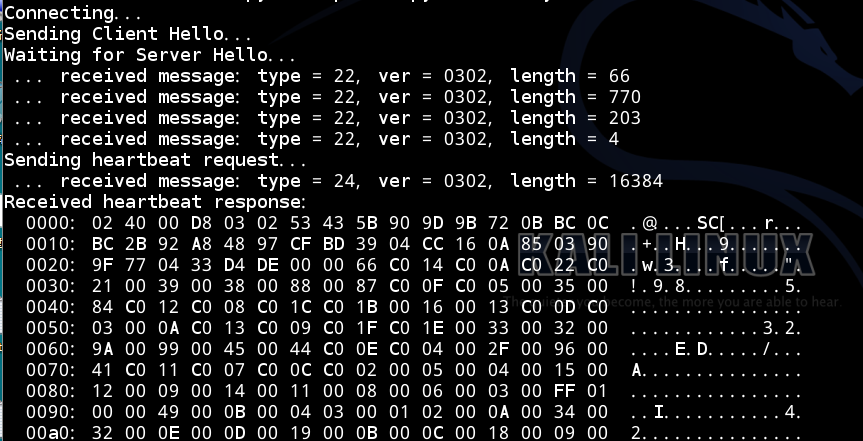 Connecting...
Sending Client Hello...
Waiting for Server Hello...
... received message: type = 22, ver = 0302, length = 66
... received message: type = 22, ver = 0302, length = 770
... received message: type = 22, ver = 0302, length = 203
... received message: type = 22, ver = 0302, length = 4
Sending heartbeat request...
... received message: type = 24, ver = 0302, length = 16384
Received heartbeat response:
0000: 02 40 00 D8 03 02 53 43 5B 90 9D 9B 72 0B BC 0C .@....SC[...r...
0010: BC 2B 92 A8 48 97 CF BD 39 04 CC 16 0A 85 03 90 .+..H...9.......
0020: 9F 77 04 33 D4 DE 00 00 66 C0 14 C0 0A C0 22 C0 .w.3....f.....".
0030: 21 00 39 00 38 00 88 00 87 C0 0F C0 05 00 35 00 !.9.8.........5.
0040: 84 C0 12 C0 08 C0 1C C0 1B 00 16 00 13 C0 0D C0 ................
0050: 03 00 0A C0 13 C0 09 C0 1F C0 1E 00 33 00 32 00 ............3.2.
0060: 9A 00 99 00 45 00 44 C0 0E C0 04 00 2F 00 96 00 ....E.D...../...
0070: 41 C0 11 C0 07 C0 0C C0 02 00 05 00 04 00 15 00 A...............
0080: 12 00 09 00 14 00 11 00 08 00 06 00 03 00 FF 01 ................
0090: 00 00 49 00 0B 00 04 03 00 01 02 00 0A 00 34 00 ..I...........4.
00a0: 32 00 0E 00 0D 00 19 00 0B 00 0C 00 18 00 09 00 2...............
KALI LINUX
become, the more you are able to hear.